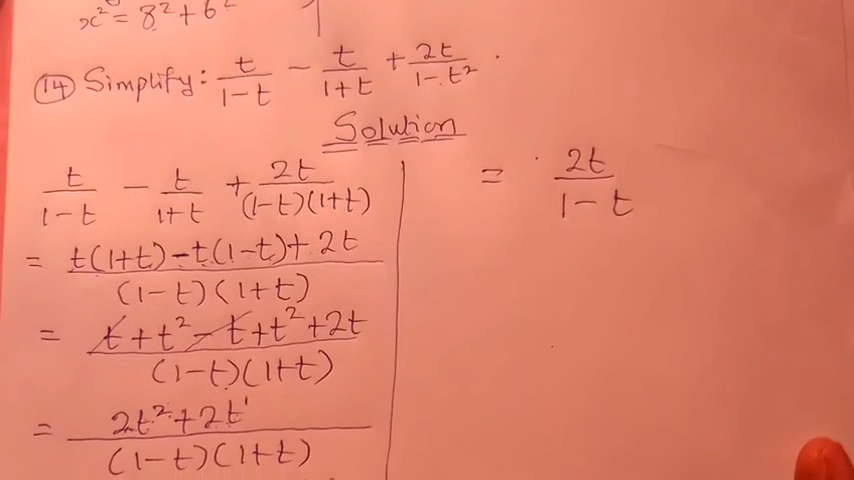 x² = 8² + 6²
(14) Simplify: t/(1-t) - t/(1+t) + 2t/(1-t²).
Solution
t/(1-t) - t/(1+t) + 2t/((1-t)(1+t))
= (t(1+t) - t(1-t) + 2t)/((1-t)(1+t))
= (t + t² - t + t² + 2t)/((1-t)(1+t))
= (2t² + 2t)/((1-t)(1+t))
= 2t/(1-t)